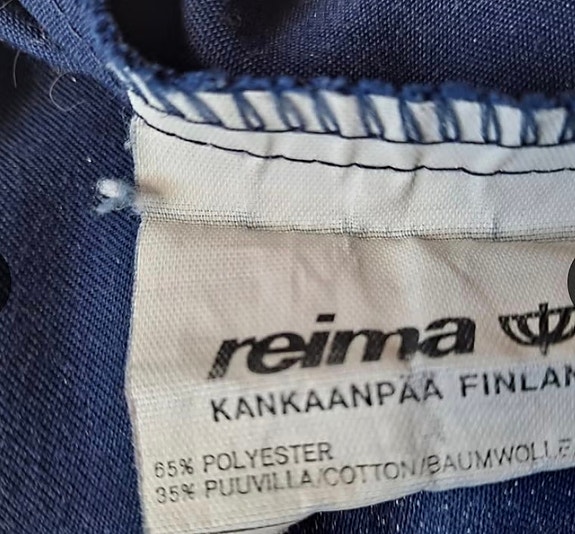 reima
KANKAANPÄÄ FINLAN
65% POLYESTER
35% PUUVILLA/COTTON/BAUMWOLLE